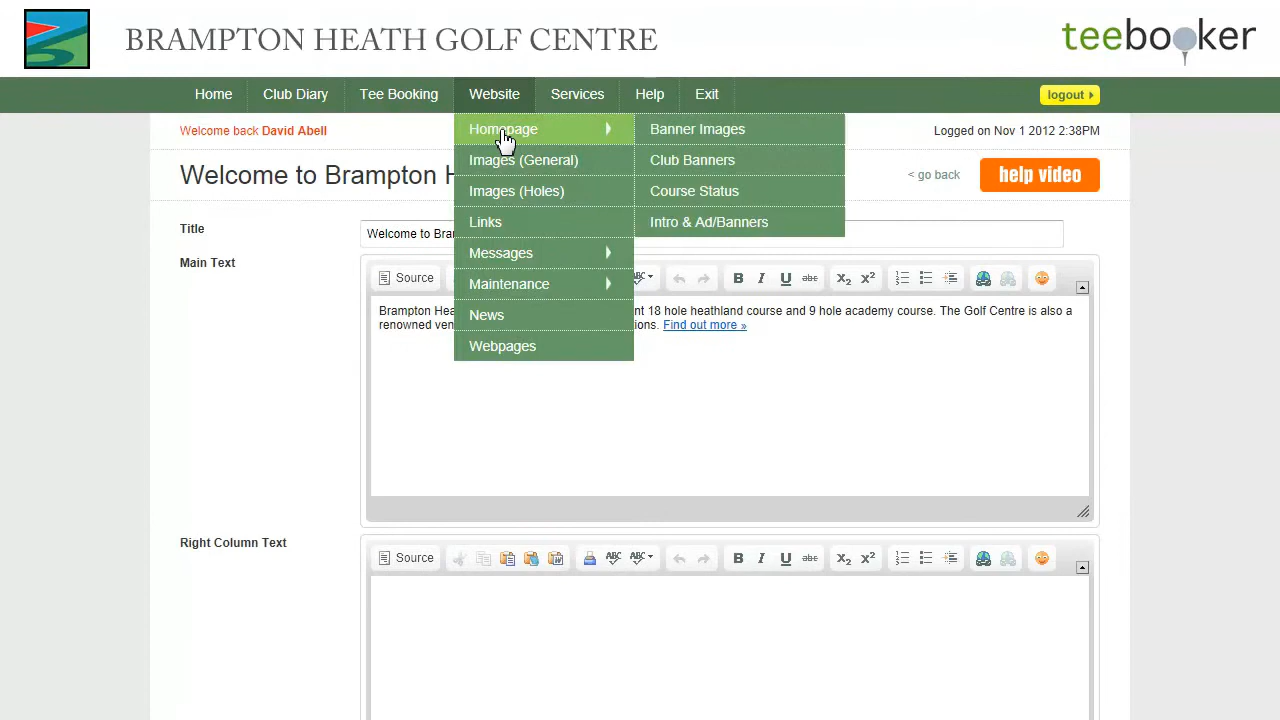 BRAMPTON HEATH GOLF CENTRE
teebooker
Home Club Diary Tee Booking Website Services Help Exit
logout
Welcome back David Abell
Homepage Banner Images
Logged on Nov 1 2012 2:38PM
Images (General) Club Banners
Welcome to Brampton H
< go back
help video
Images (Holes) Course Status
Links Intro & Ad/Banners
Title
Welcome to Bra
Messages
Main Text
Source
Maintenance
News
Webpages
Brampton Hea nt 18 hole heathland course and 9 hole academy course. The Golf Centre is also a
renowned ven ions. Find out more »
Right Column Text
Source